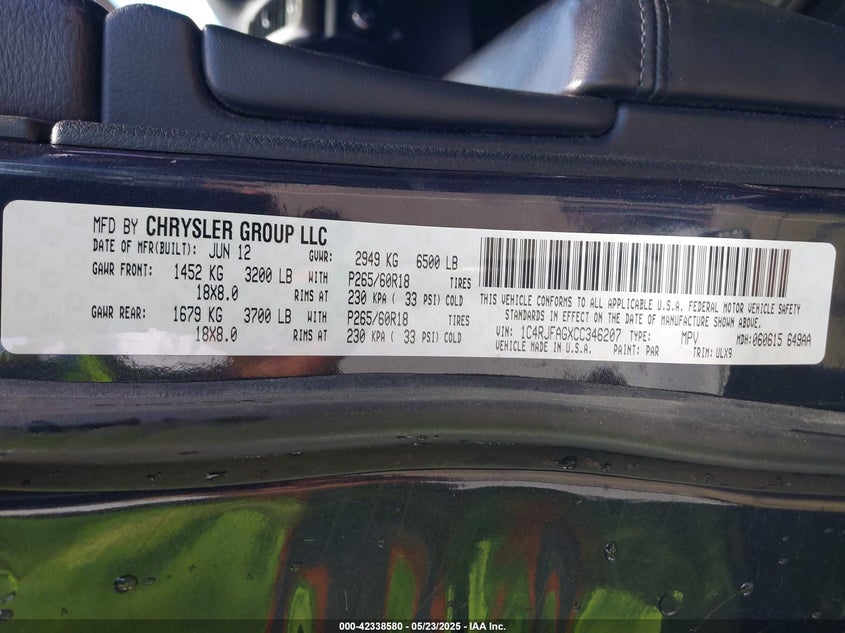 MFD BY CHRYSLER GROUP LLC
DATE OF MFR(BUILT): JUN 12 GVWR: 2949 KG 6500 LB
GAWR FRONT: 1452 KG 3200 LB WITH P265/60R18 TIRES
18X8.0 RIMS AT 230 KPA ( 33 PSI) COLD
GAWR REAR: 1679 KG 3700 LB WITH P265/60R18 TIRES
18X8.0 RIMS AT 230 KPA ( 33 PSI) COLD
THIS VEHICLE CONFORMS TO ALL APPLICABLE U.S.A. FEDERAL MOTOR VEHICLE SAFETY
STANDARDS IN EFFECT ON THE DATE OF MANUFACTURE SHOWN ABOVE.
VIN: 1C4RJFAGXCC346207 TYPE: MPV MDH:060615 649AA
VEHICLE MADE IN U.S.A. PAINT: PAR TRIM: ULX9
000-42338580 - 05/23/2025 - IAA Inc.